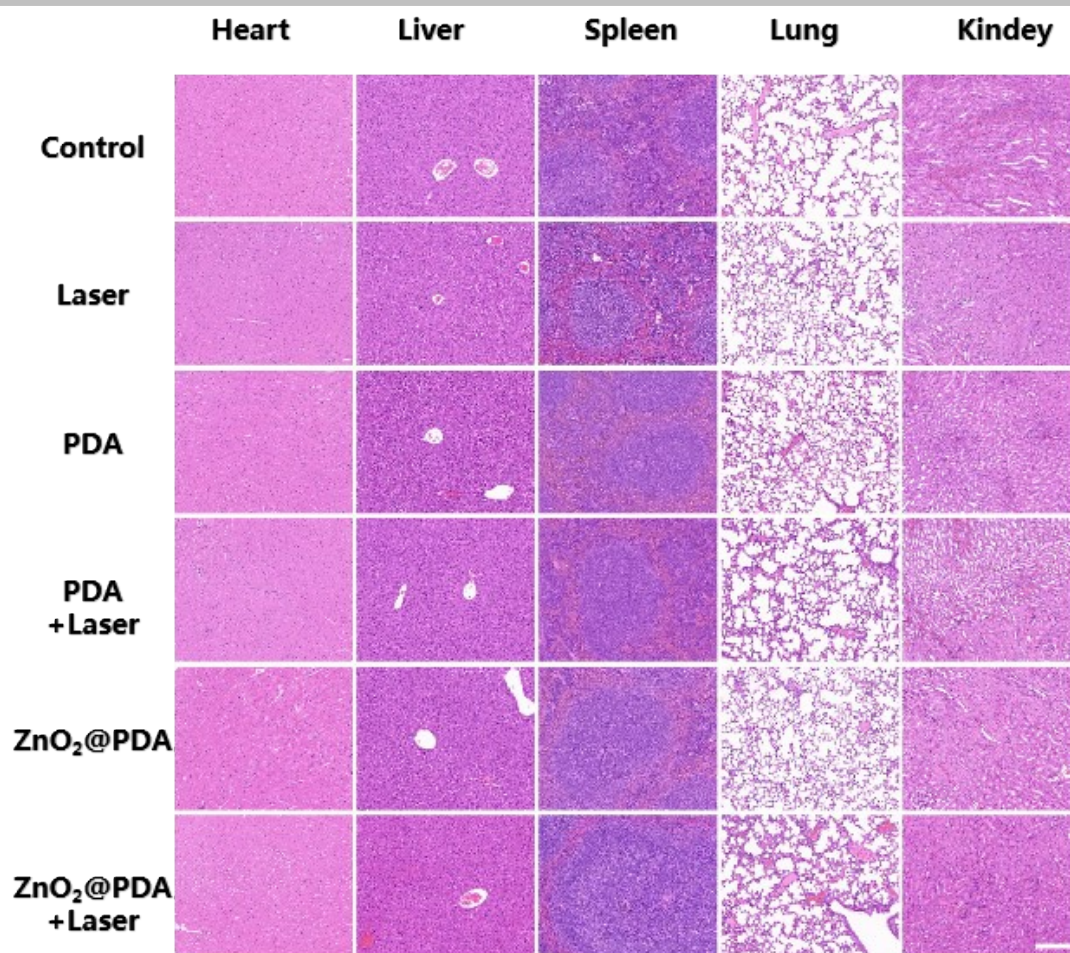 Heart Liver Spleen Lung Kindey
Control
Laser
PDA
PDA
+Laser
ZnO₂@PDA
ZnO₂@PDA
+Laser